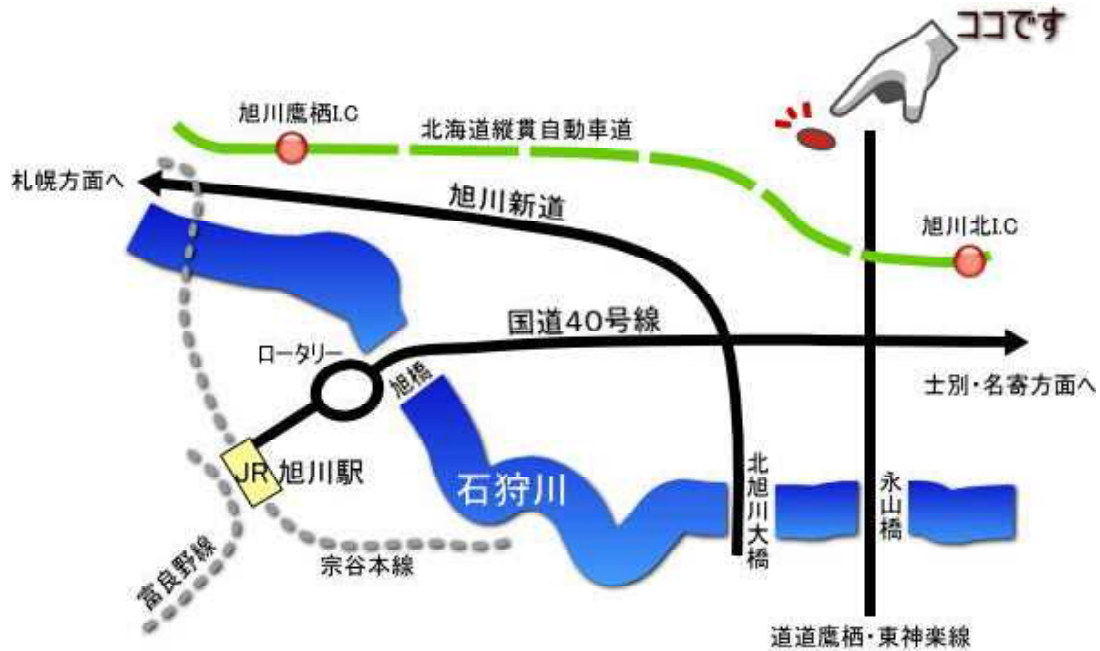 ココです
旭川鷹栖I.C
北海道縦貫自動車道
札幌方面へ
旭川新道
旭川北I.C
国道40号線
ロータリー
旭橋
士別・名寄方面へ
JR 旭川駅
石狩川
北旭川大橋
永山橋
富良野線
宗谷本線
道道鷹栖・東神楽線